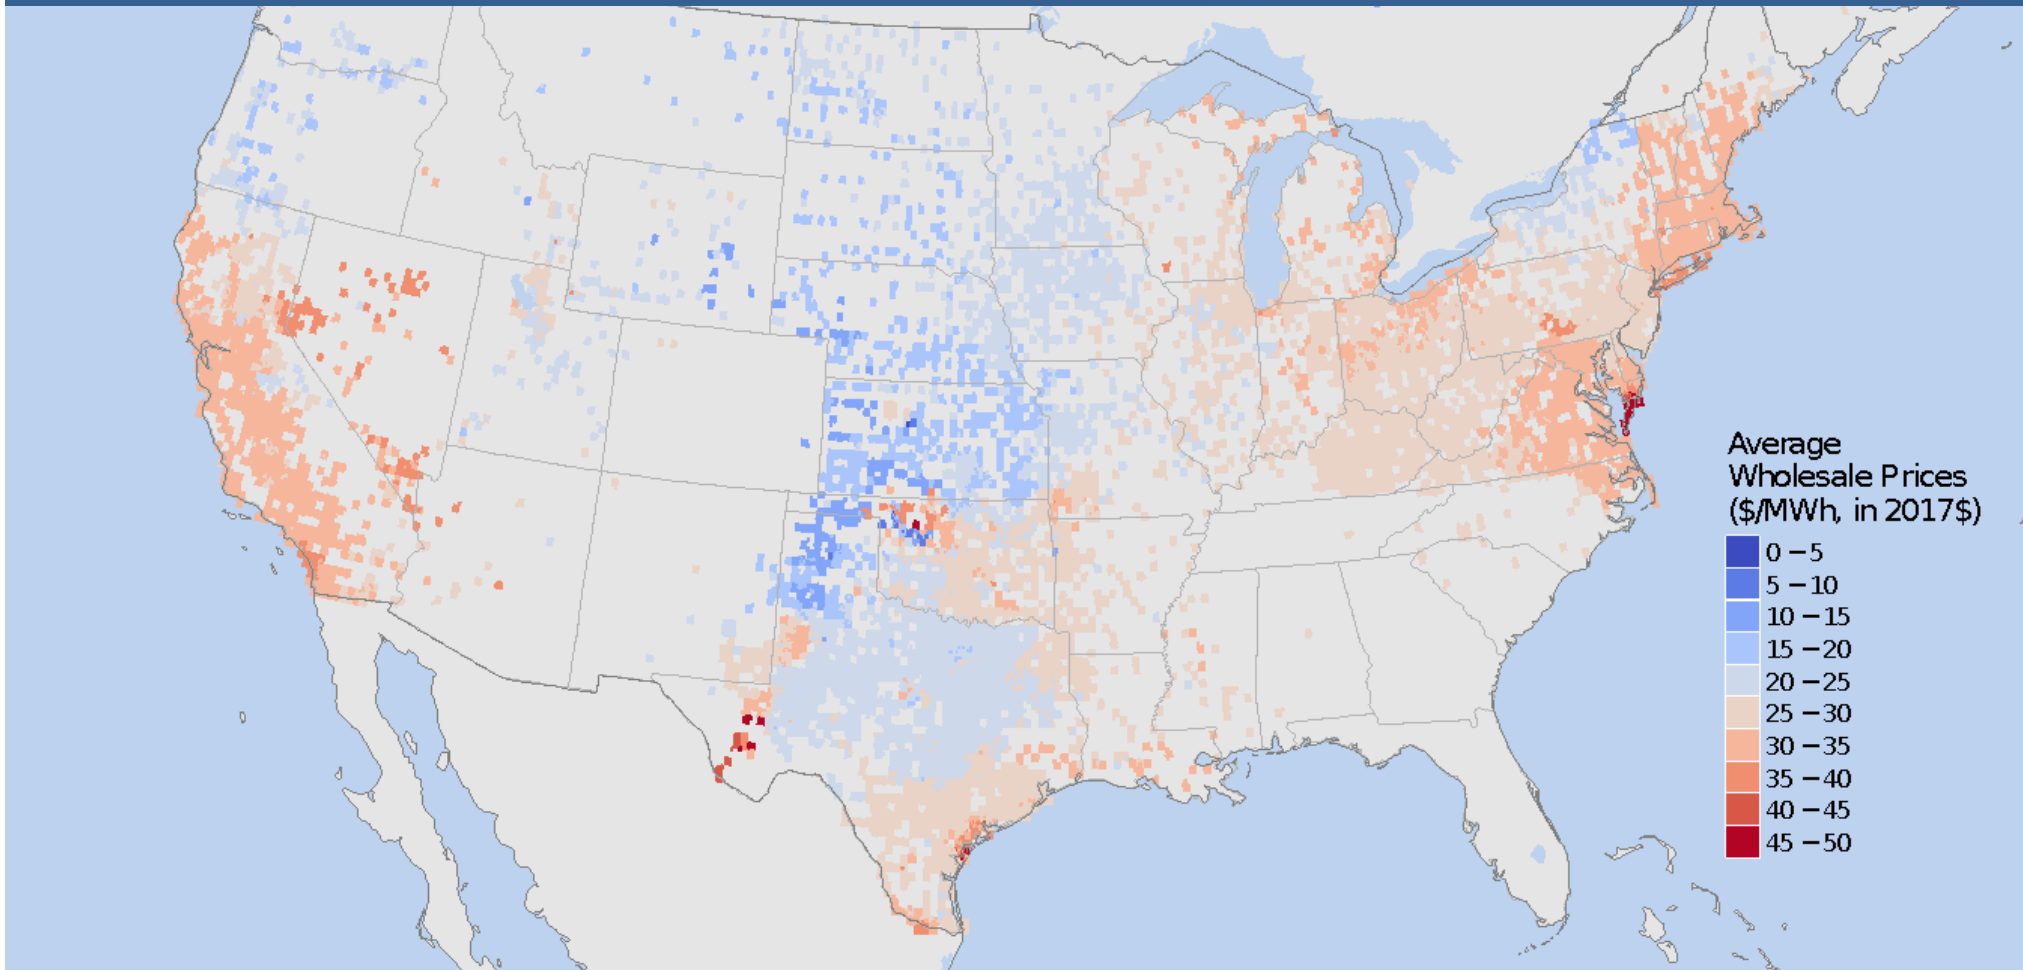 Average
Wholesale Prices
($/MWh, in 2017$)
0 – 5
5 – 10
10 – 15
15 – 20
20 – 25
25 – 30
30 – 35
35 – 40
40 – 45
45 – 50